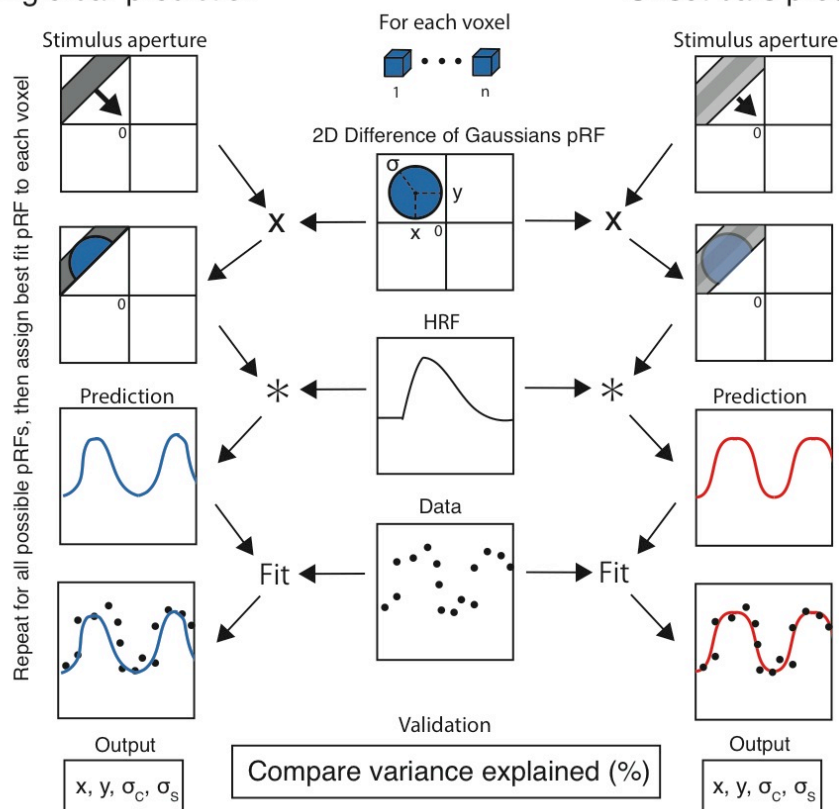 For each voxel
Stimulus aperture
Stimulus aperture
1
n
2D Difference of Gaussians pRF
0
σ
y
x 0
0
x
x
0
0
HRF
*
*
Prediction
Prediction
Data
Fit
Fit
Validation
Output
Output
Compare variance explained (%)
x, y, σC, σS
x, y, σC, σS
Repeat for all possible pRFs, then assign best fit pRF to each voxel